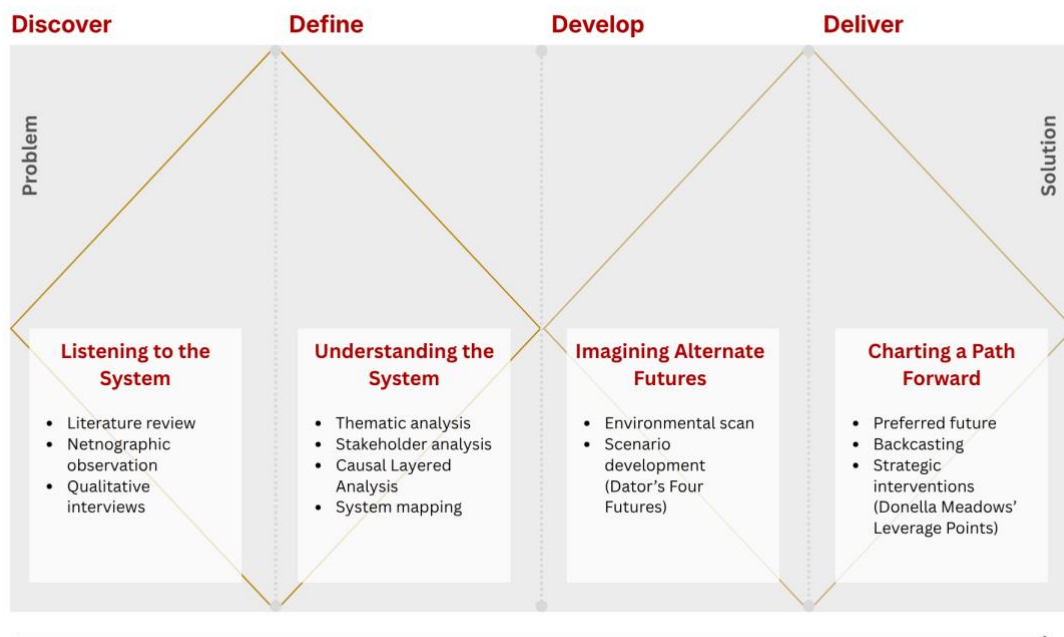 Discover
Define
Develop
Deliver
Problem
Solution
Listening to the
System
• Literature review
• Netnographic
observation
• Qualitative
interviews
Understanding the
System
• Thematic analysis
• Stakeholder analysis
• Causal Layered
Analysis
• System mapping
Imagining Alternate
Futures
• Environmental scan
• Scenario
development
(Dator’s Four
Futures)
Charting a Path
Forward
• Preferred future
• Backcasting
• Strategic
interventions
(Donella Meadows’
Leverage Points)